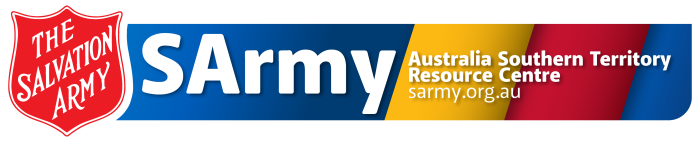 THE
SALVATION
ARMY
SArmy
Australia Southern Territory
Resource Centre
sarmy.org.au